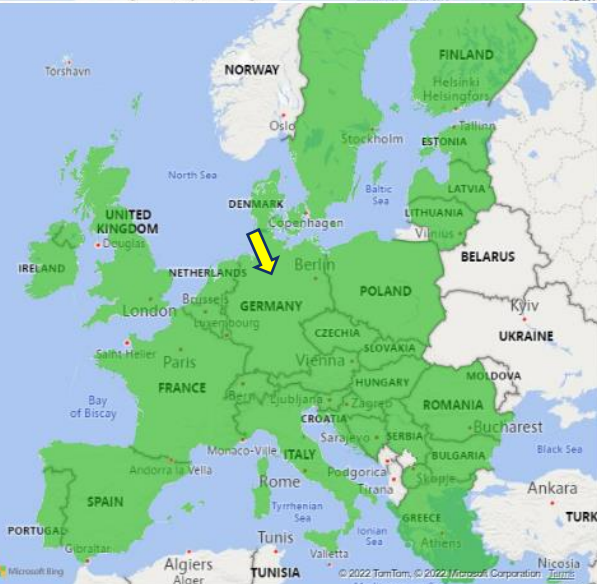 FINLAND
Torshavn
NORWAY
Helsinki
Helsingfors
Oslo
Stockholm
Tallinn
ESTONIA
North Sea
Baltic
Sea
LATVIA
DENMARK
Copenhagen
LITHUANIA
Vilnius
UNITED
KINGDOM
Douglas
BELARUS
IRELAND
NETHERLANDS
Berlin
POLAND
London
Brussels
GERMANY
Kyiv
Luxembourg
CZECHIA
UKRAINE
SLOVAKIA
Saint Helier
Paris
Vienna
MOLDOVA
FRANCE
HUNGARY
Bern
Ljubljana
Zagreb
ROMANIA
Bay
of Biscay
CROATIA
Bucharest
Sarajevo
SERBIA
Monaco-Ville
ITALY
BULGARIA
Black Sea
Andorra la Vella
Rome
Podgorica
Skopje
Tirana
Ankara
SPAIN
Tyrrhenian
Sea
TURK
PORTUGAL
Ionian
Sea
GREECE
Athens
Gibraltar
Tunis
Valletta
Algiers
Alger
TUNISIA
Nicosia
Microsoft Bing
© 2022 TomTom, © 2022 Microsoft Corporation Terms